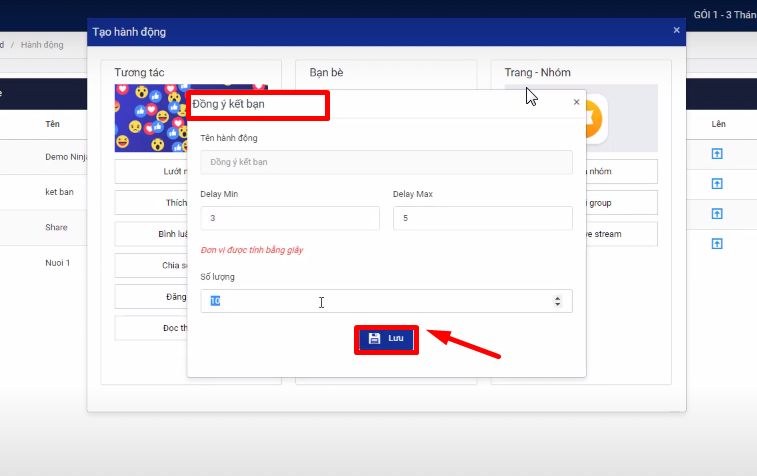 GÓI 1 - 3 Thán
Tạo hành động
×
d / Hành động
Tương tác
Bạn bè
Trang - Nhóm
Đồng ý kết bạn
×
Tên
Lên
Tên hành động
Demo Ninja
Đồng ý kết bạn
Lướt
nhóm
ket ban
Delay Min
Delay Max
Thích
group
3
5
Share
Bình luận
stream
Đơn vị được tính bằng giây
Nuoi 1
Chia
Số lượng
Đăng
10
Đọc
Lưu